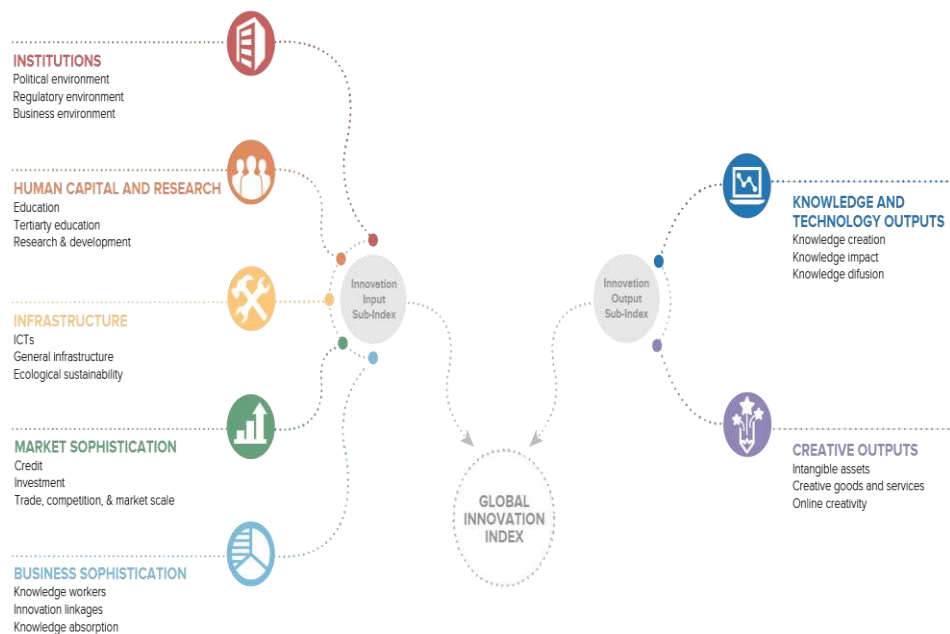 INSTITUTIONS
Political environment
Regulatory environment
Business environment
HUMAN CAPITAL AND RESEARCH
Education
Tertiarty education
Research & development
INFRASTRUCTURE
ICTs
General infrastructure
Ecological sustainability
MARKET SOPHISTICATION
Credit
Investment
Trade, competition, & market scale
BUSINESS SOPHISTICATION
Knowledge workers
Innovation linkages
Knowledge absorption
Innovation
Input
Sub-Index
GLOBAL
INNOVATION
INDEX
Innovation
Output
Sub-Index
KNOWLEDGE AND
TECHNOLOGY OUTPUTS
Knowledge creation
Knowledge impact
Knowledge difusion
CREATIVE OUTPUTS
Intangible assets
Creative goods and services
Online creativity